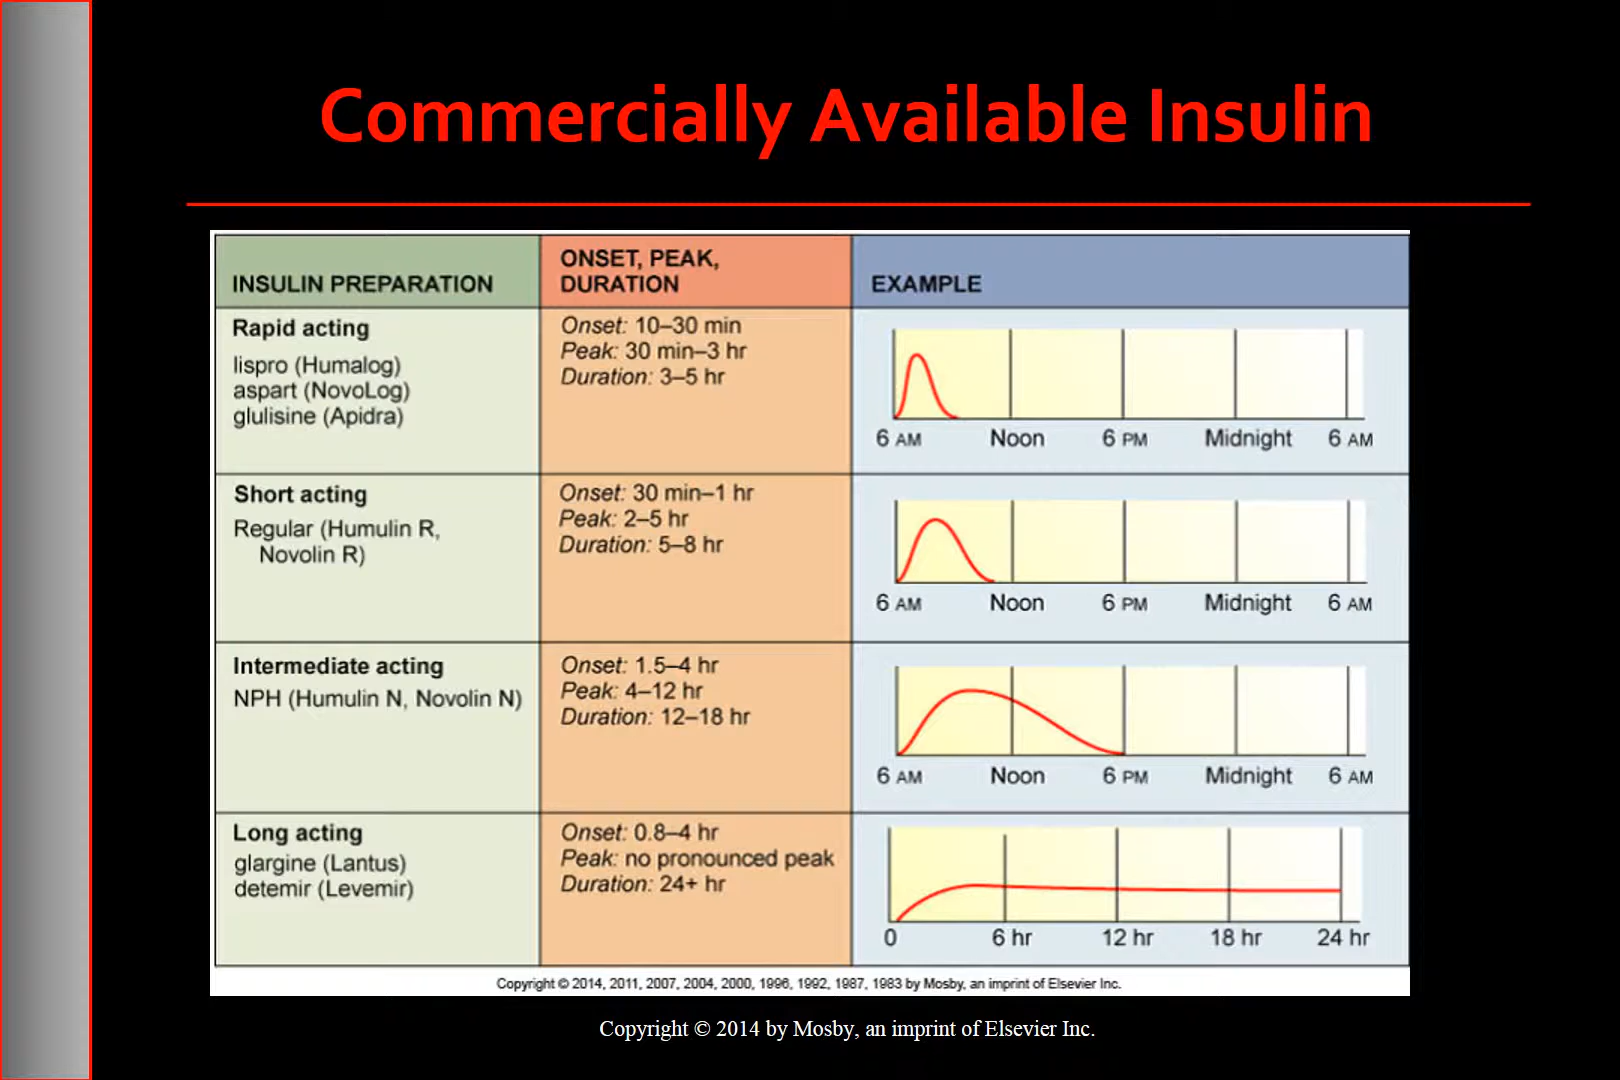 Commercially Available Insulin
INSULIN PREPARATION
ONSET, PEAK,
DURATION
EXAMPLE
Rapid acting
lispro (Humalog)
aspart (NovoLog)
glulisine (Apidra)
Onset: 10–30 min
Peak: 30 min–3 hr
Duration: 3–5 hr
6 AM Noon 6 PM Midnight 6 AM
Short acting
Regular (Humulin R,
Novolin R)
Onset: 30 min–1 hr
Peak: 2–5 hr
Duration: 5–8 hr
6 AM Noon 6 PM Midnight 6 AM
Intermediate acting
NPH (Humulin N, Novolin N)
Onset: 1.5–4 hr
Peak: 4–12 hr
Duration: 12–18 hr
6 AM Noon 6 PM Midnight 6 AM
Long acting
glargine (Lantus)
detemir (Levemir)
Onset: 0.8–4 hr
Peak: no pronounced peak
Duration: 24+ hr
0 6 hr 12 hr 18 hr 24 hr
Copyright © 2014, 2011, 2007, 2004, 2000, 1996, 1992, 1987, 1983 by Mosby, an imprint of Elsevier Inc.
Copyright © 2014 by Mosby, an imprint of Elsevier Inc.